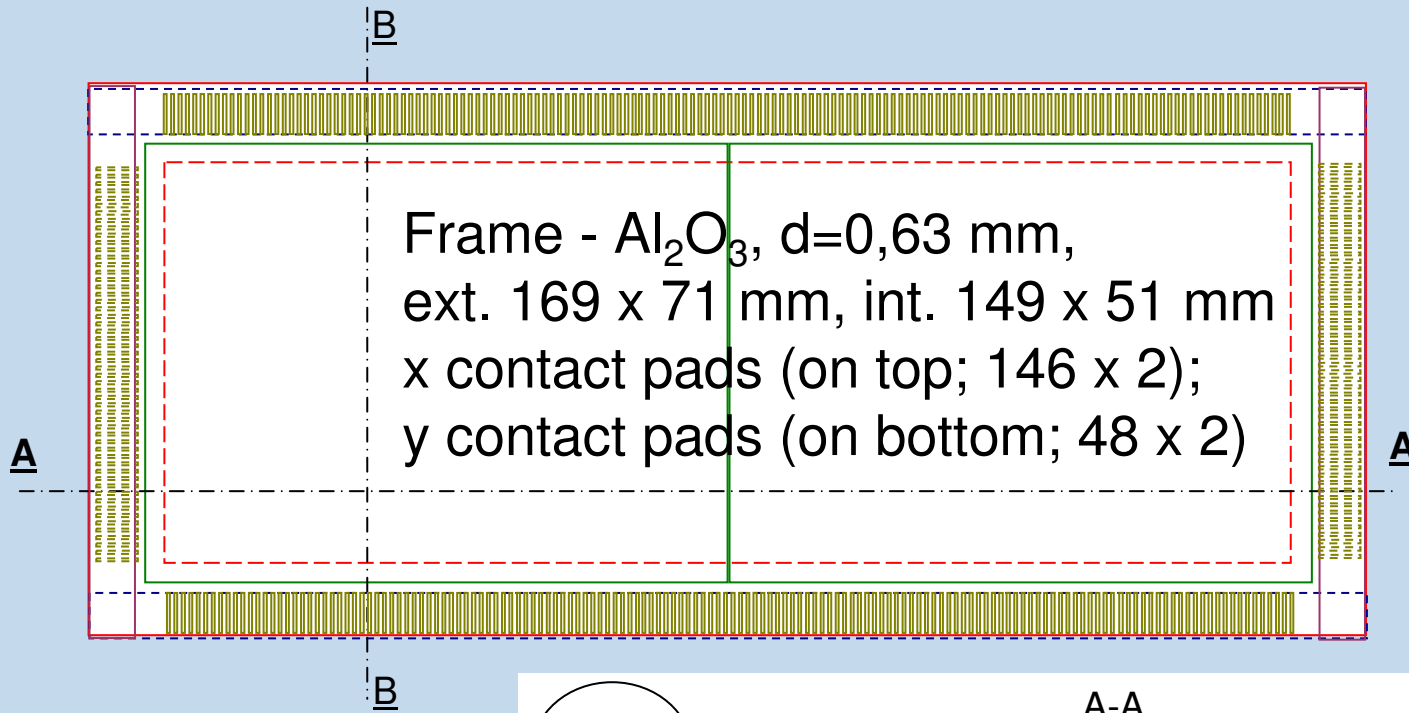 B
Frame - Al₂O₃, d=0,63 mm,
ext. 169 x 71 mm, int. 149 x 51 mm
x contact pads (on top; 146 x 2);
y contact pads (on bottom; 48 x 2)
A A
B
A-A